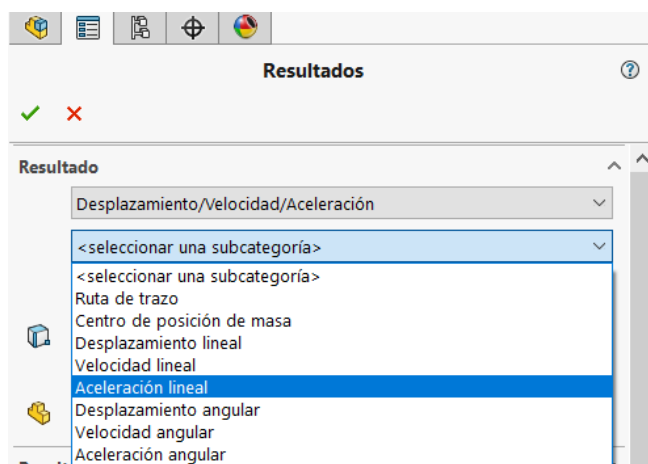 Resultados
?
Resultado
Desplazamiento/Velocidad/Aceleración
<seleccionar una subcategoría>
<seleccionar una subcategoría>
Ruta de trazo
Centro de posición de masa
Desplazamiento lineal
Velocidad lineal
Aceleración lineal
Desplazamiento angular
Velocidad angular
Aceleración angular